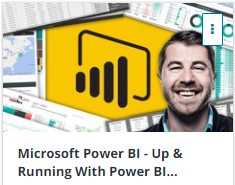 Microsoft Power BI - Up &
Running With Power BI...